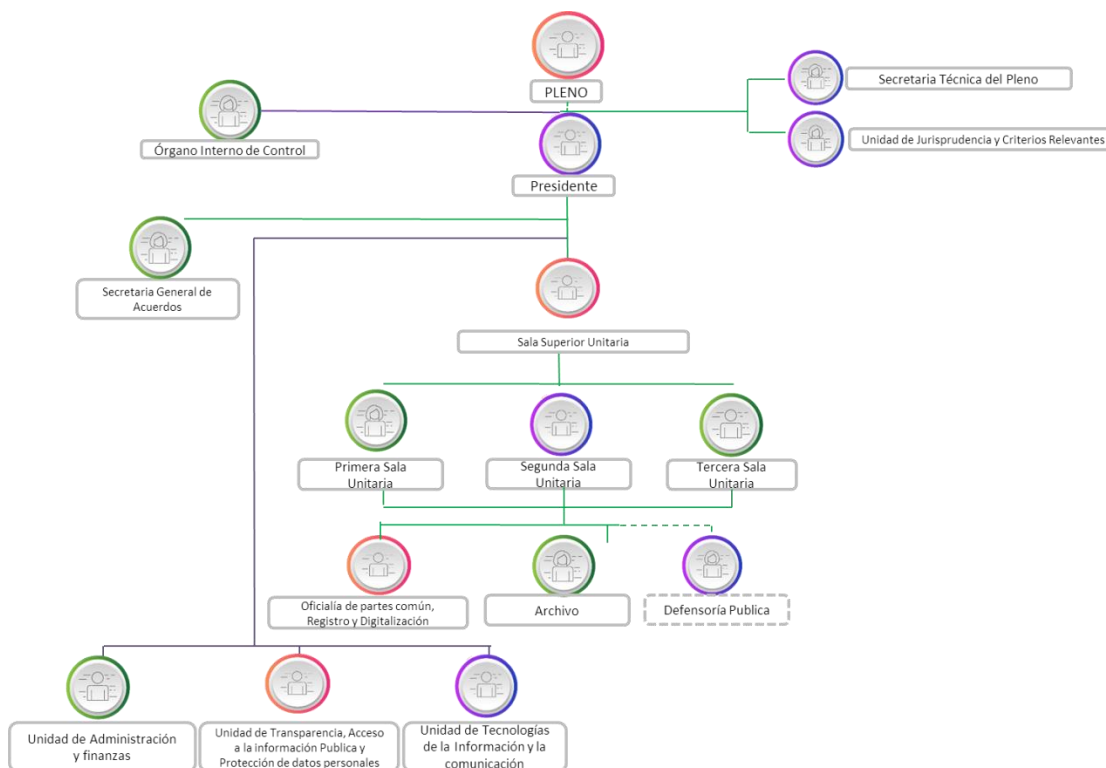 PLENO
Secretaria Técnica del Pleno
Órgano Interno de Control
Unidad de Jurisprudencia y Criterios Relevantes
Presidente
Secretaria General de
Acuerdos
Sala Superior Unitaria
Primera Sala
Unitaria
Segunda Sala
Unitaria
Tercera Sala
Unitaria
Oficialía de partes común,
Registro y Digitalización
Archivo
Defensoría Publica
Unidad de Administración
y finanzas
Unidad de Transparencia, Acceso
a la información Publica y
Protección de datos personales
Unidad de Tecnologías
de la Información y la
comunicación